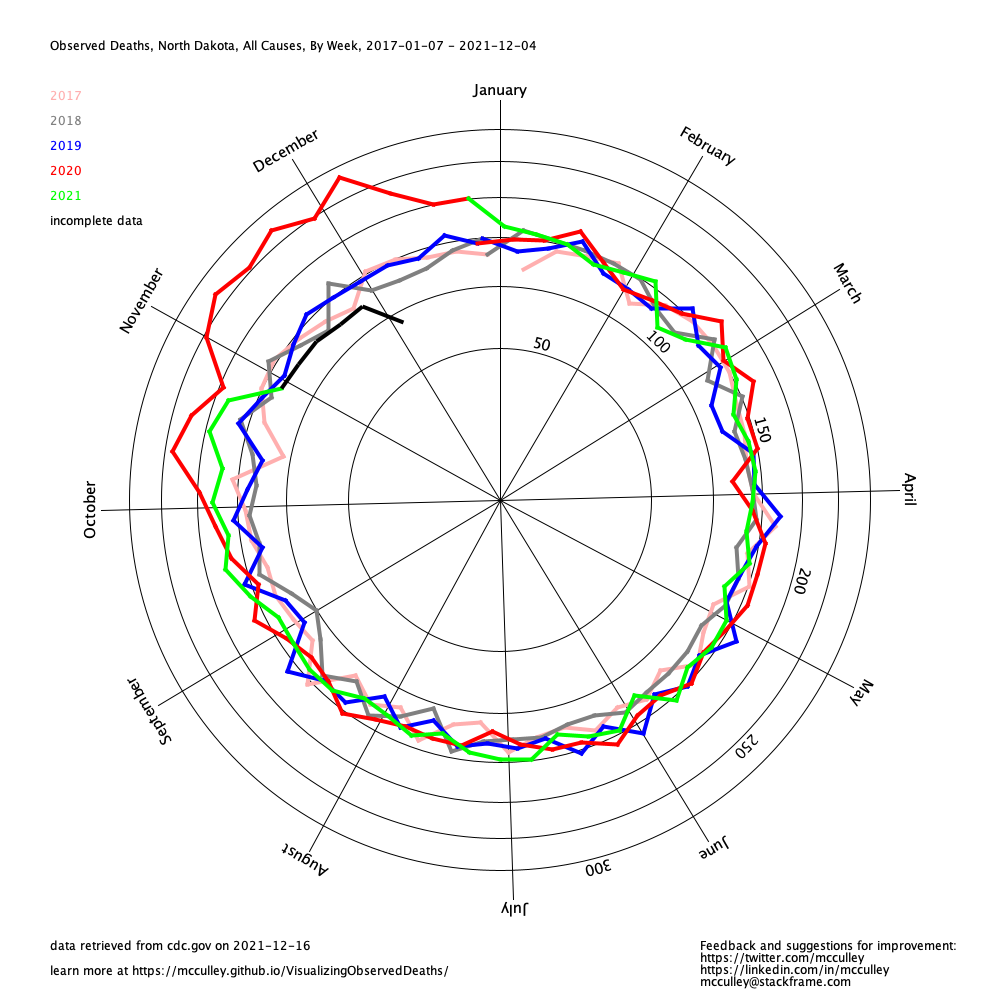 Observed Deaths, North Dakota, All Causes, By Week, 2017-01-07 - 2021-12-04
January
2017
2018
2019
2020
2021
incomplete data
December
February
November
March
50
100
150
October
April
200
September
May
250
August
June
300
July
data retrieved from cdc.gov on 2021-12-16
learn more at https://mcculley.github.io/VisualizingObservedDeaths/
Feedback and suggestions for improvement:
https://twitter.com/mcculley
https://linkedin.com/in/mcculley
mcculley@stackframe.com